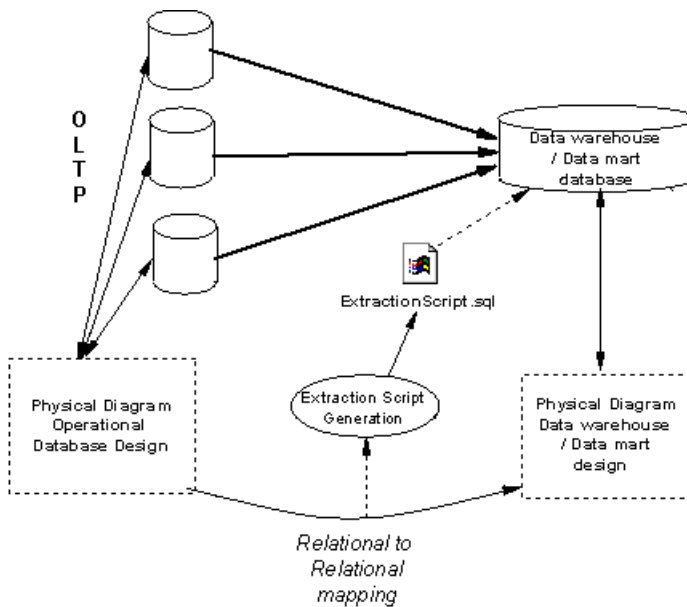 O
L
T
P
Data warehouse
/ Data mart
database
ExtractionScript.sql
Physical Diagram
Operational
Database Design
Extraction Script
Generation
Physical Diagram
Data warehouse
/ Data mart
design
Relational to
Relational
mapping